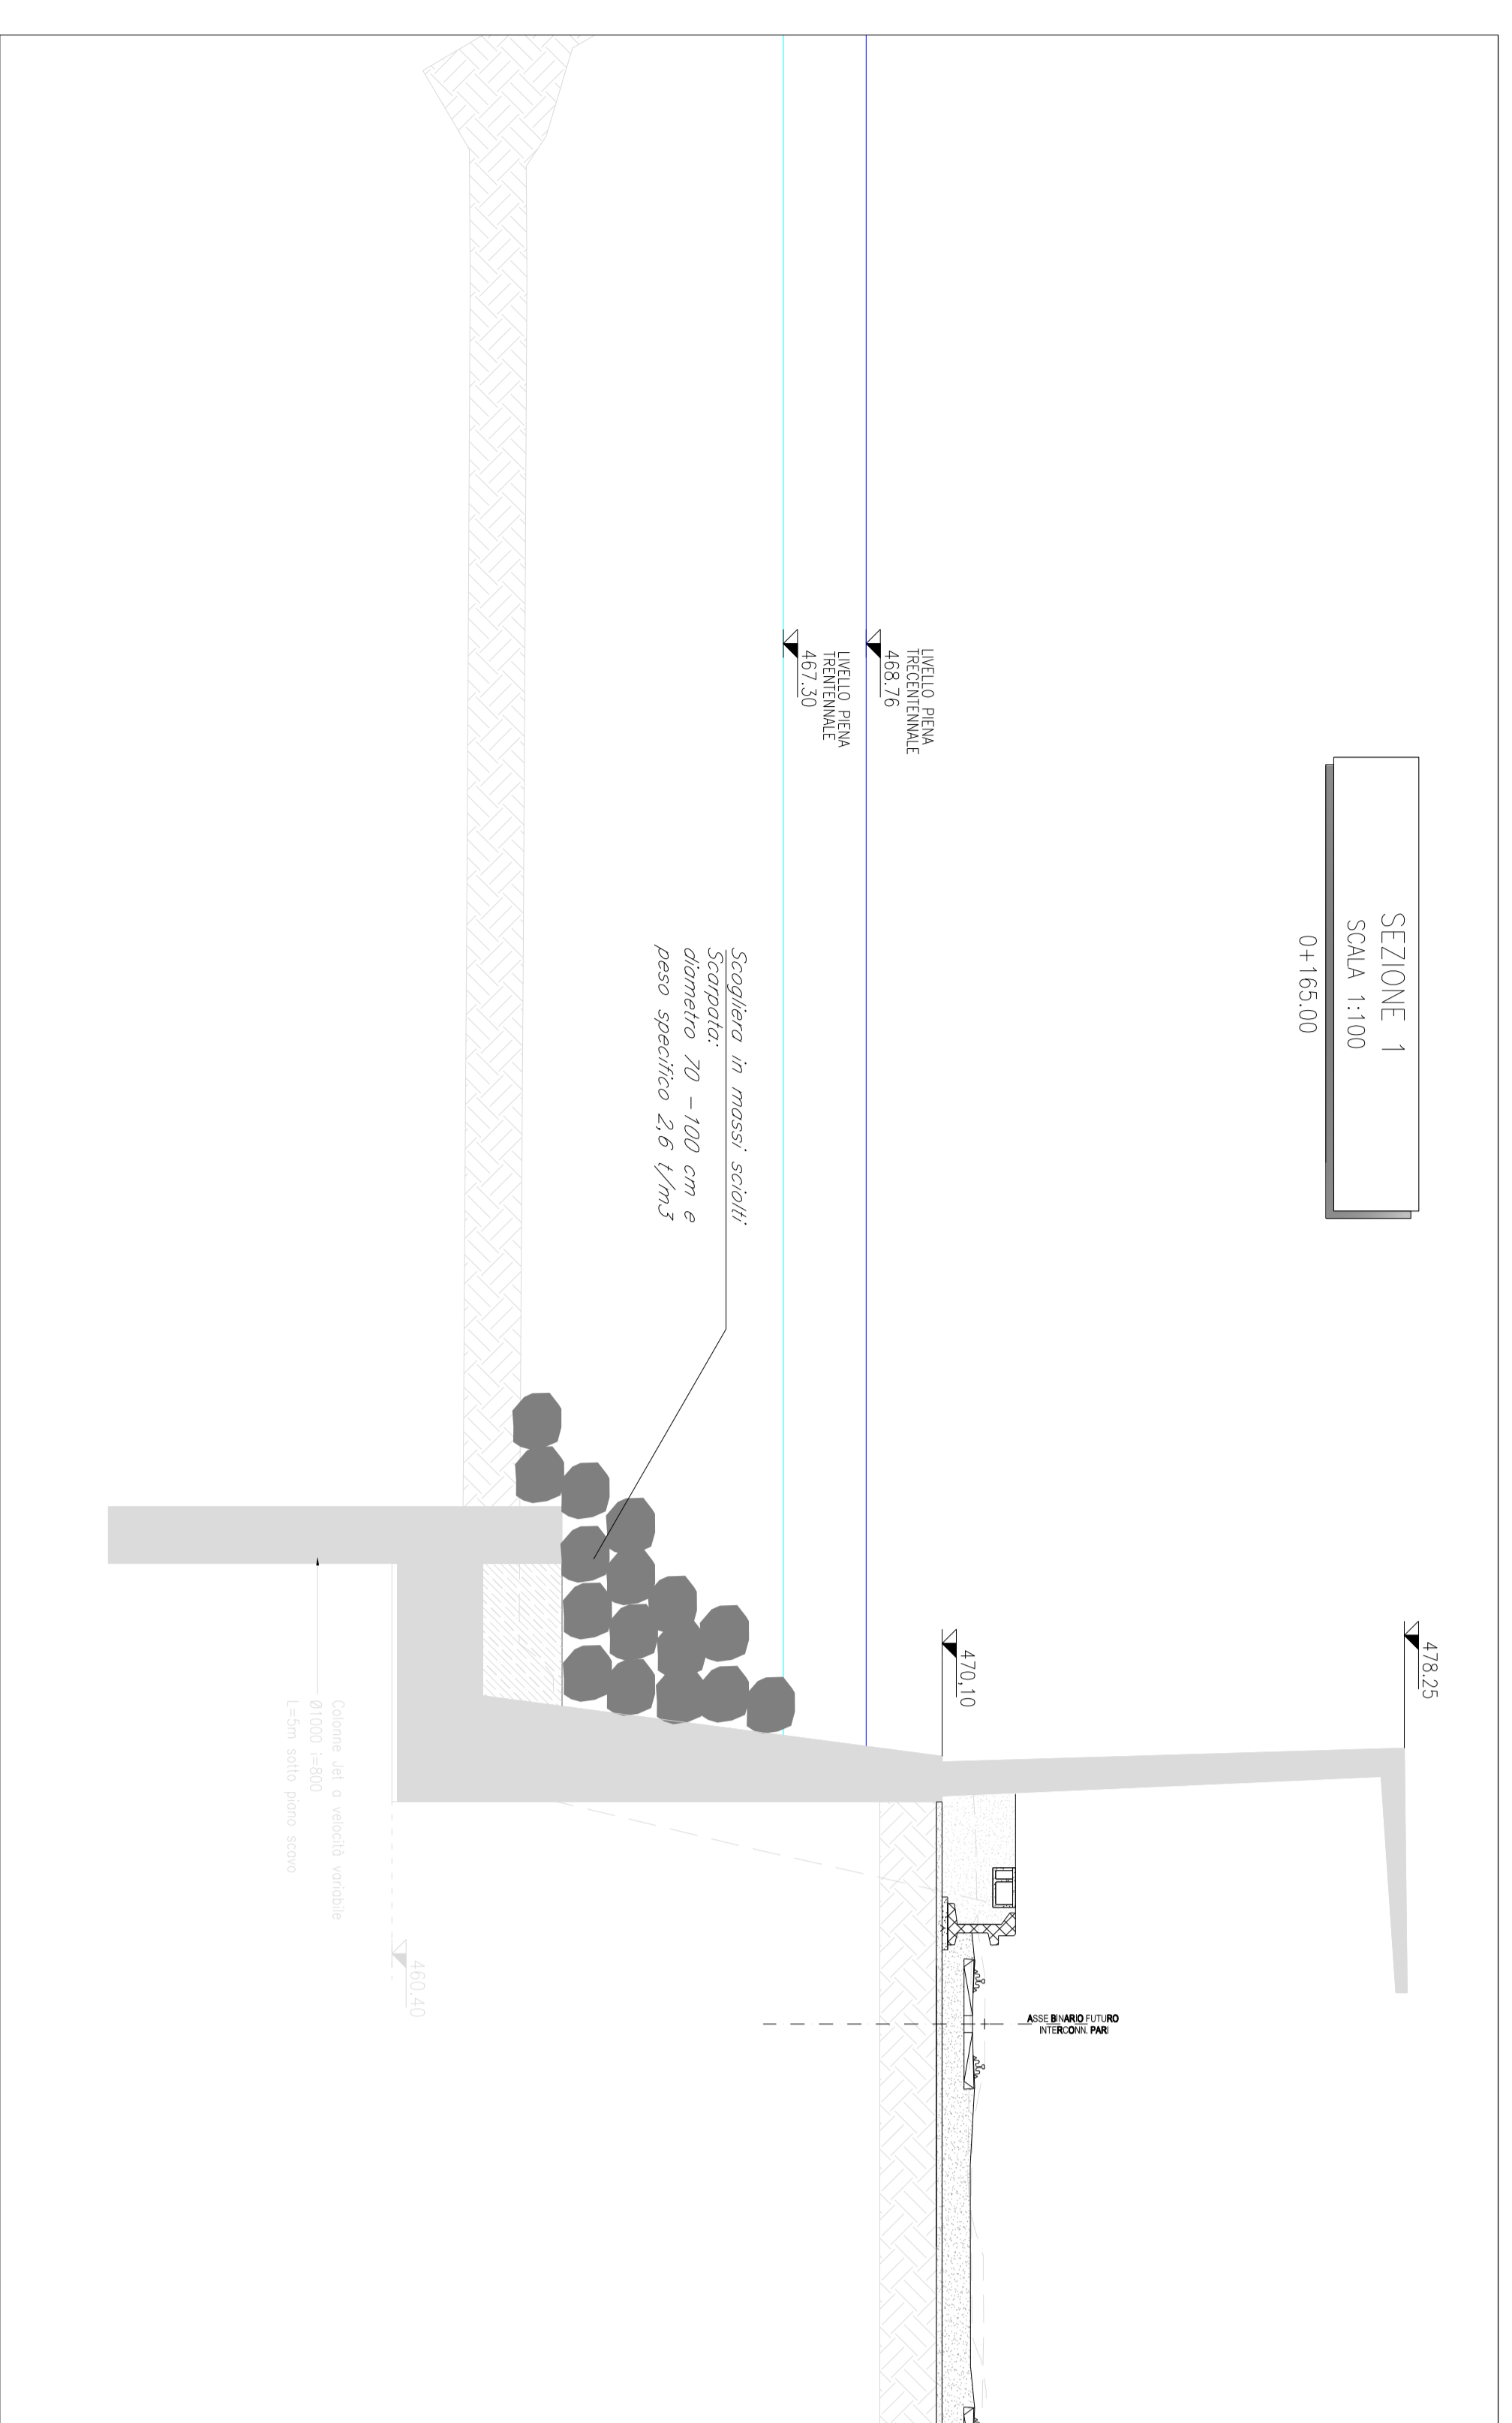 SEZIONE 1
SCALA 1:100
0+165.00
478.25
LIVELLO PIENA
TRECENTENNALE
468.76
LIVELLO PIENA
TRENTENNALE
467.30
470,10
Scogliera in massi sciolti
Scarpata:
diametro 70 -100 cm e
peso specifico 2,6 t/m3
ASSE BINARIO FUTURO
INTERCONN. PARI
460.40
Colonne Jet a velocità variabile
Ø1000 i=800
L=5m sotto piano scavo